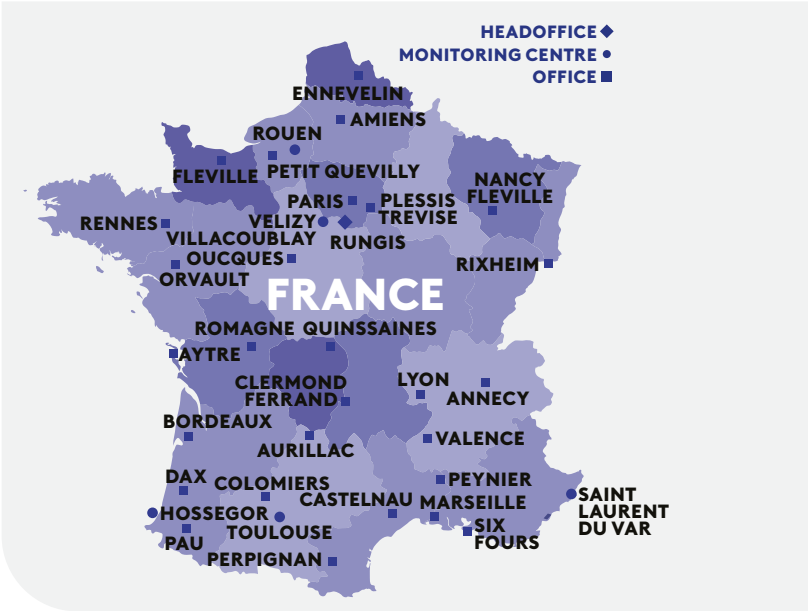 HEADOFFICE
MONITORING CENTRE
OFFICE
ENNEVELIN
AMIENS
ROUEN
PETIT QUEVILLY
FLEVILLE
NANCY
FLEVILLE
PARIS
PLESSIS
TREVISE
RENNES
VELIZY
VILLACOUBLAY
RUNGIS
OUCQUES
ORVAULT
RIXHEIM
FRANCE
ROMAGNE
QUINSSAINES
AYTRE
CLERMOND
FERRAND
LYON
ANNECY
BORDEAUX
AURILLAC
VALENCE
DAX
COLOMIERS
PEYNIER
CASTELNAU
MARSEILLE
SAINT
LAURENT
DU VAR
HOSSEGOR
TOULOUSE
SIX
FOURS
PAU
PERPIGNAN